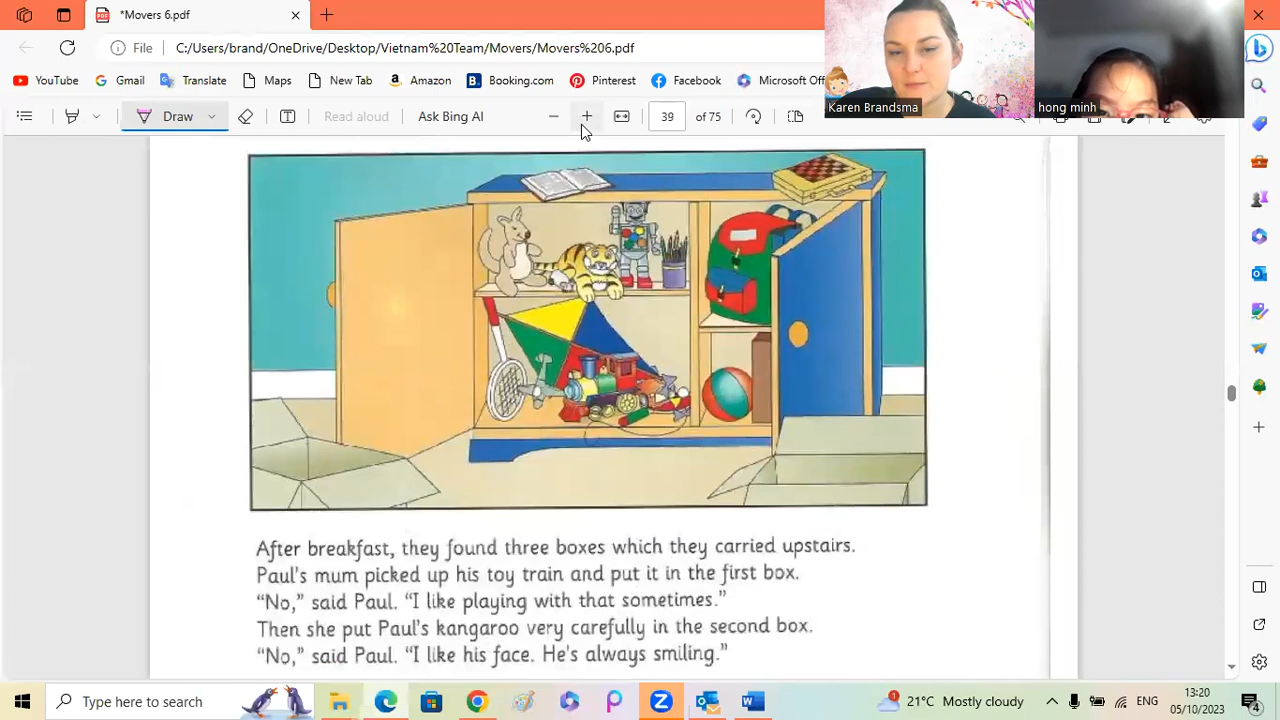 *Movers 6.pdf
File
C:/Users/brand/OneDrive/Desktop/Vietnam%20Team/Movers/Movers%206.pdf
YouTube
Gmail
Translate
Maps
New Tab
Amazon
Booking.com
Pinterest
Facebook
Microsoft Off
Draw
Read aloud
Ask Bing AI
39
of 75
Karen Brandsma
hong minh
After breakfast, they found three boxes which they carried upstairs.
Paul's mum picked up his toy train and put it in the first box.
"No," said Paul. "I like playing with that sometimes."
Then she put Paul's kangaroo very carefully in the second box.
"No," said Paul. "I like his face. He's always smiling."
Type here to search
1
21°C Mostly cloudy
ENG
13:20
05/10/2023
4